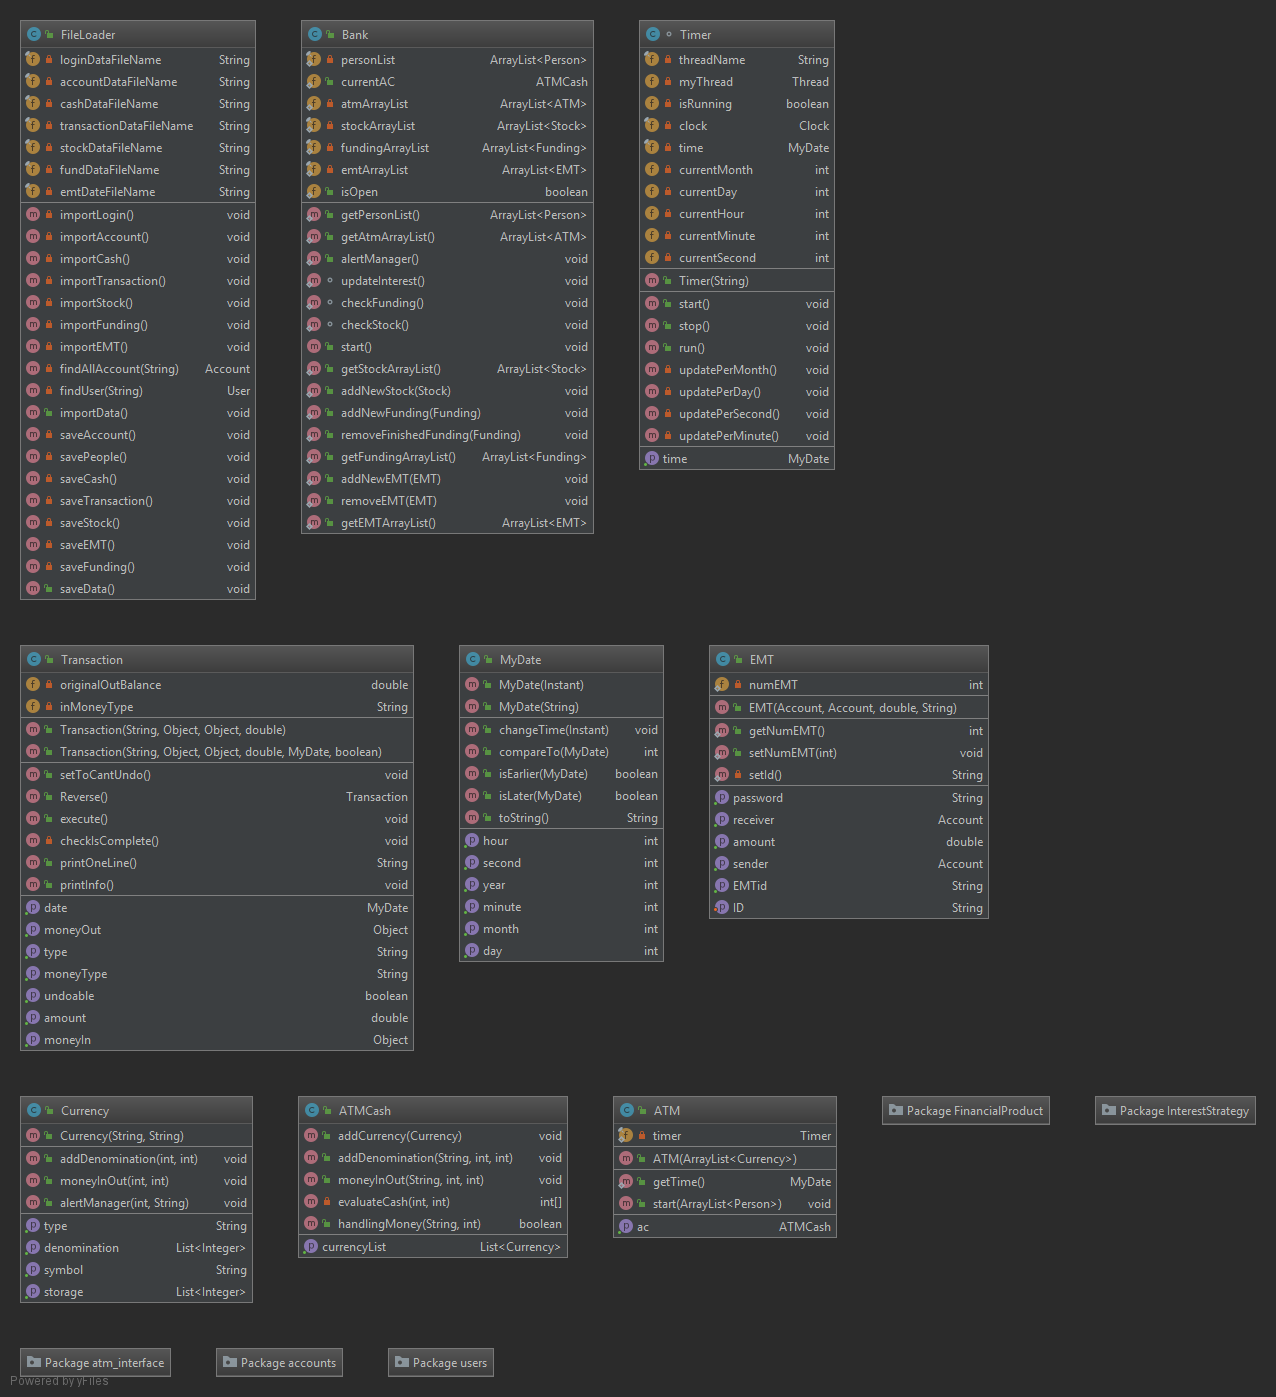 FileLoader
loginDataFileName String
accountDataFileName String
cashDataFileName String
transactionDataFileName String
stockDataFileName String
fundDataFileName String
emtDateFileName String
importLogin() void
importAccount() void
importCash() void
importTransaction() void
importStock() void
importFunding() void
importEMT() void
findAllAccount(String) Account
findUser(String) User
importData() void
saveAccount() void
savePeople() void
saveCash() void
saveTransaction() void
saveStock() void
saveEMT() void
saveFunding() void
saveData() void
Bank
personList ArrayList<Person>
currentAC ATMCash
atmArrayList ArrayList<ATM>
stockArrayList ArrayList<Stock>
fundingArrayList ArrayList<Funding>
emtArrayList ArrayList<EMT>
isOpen boolean
getPersonList() ArrayList<Person>
getAtmArrayList() ArrayList<ATM>
alertManager() void
updateInterest() void
checkFunding() void
checkStock() void
start() void
getStockArrayList() ArrayList<Stock>
addNewStock(Stock) void
addNewFunding(Funding) void
removeFinishedFunding(Funding) void
getFundingArrayList() ArrayList<Funding>
addNewEMT(EMT) void
removeEMT(EMT) void
getEMTArrayList() ArrayList<EMT>
Timer
threadName String
myThread Thread
isRunning boolean
clock Clock
time MyDate
currentMonth int
currentDay int
currentHour int
currentMinute int
currentSecond int
Timer(String)
start() void
stop() void
run() void
updatePerMonth() void
updatePerDay() void
updatePerSecond() void
updatePerMinute() void
time MyDate
Transaction
originalOutBalance double
inMoneyType String
Transaction(String, Object, Object, double)
Transaction(String, Object, Object, double, MyDate, boolean)
setToCantUndo() void
Reverse() Transaction
execute() void
checkIsComplete() void
printOneLine() String
printInfo() void
date MyDate
moneyOut Object
type String
moneyType String
undoable boolean
amount double
moneyIn Object
MyDate
MyDate(Instant)
MyDate(String)
changeTime(Instant) void
compareTo(MyDate) int
isEarlier(MyDate) boolean
isLater(MyDate) boolean
toString() String
hour int
second int
year int
minute int
month int
day int
EMT
numEMT int
EMT(Account, Account, double, String)
getNumEMT() int
setNumEMT(int) void
setId() String
password String
receiver Account
amount double
sender Account
EMTid String
ID String
Currency
Currency(String, String)
addDenomination(int, int) void
moneyInOut(int, int) void
alertManager(int, String) void
type String
denomination List<Integer>
symbol String
storage List<Integer>
ATMCash
addCurrency(Currency) void
addDenomination(String, int, int) void
moneyInOut(String, int, int) void
evaluateCash(int, int) int[]
handlingMoney(String, int) boolean
currencyList List<Currency>
ATM
timer Timer
ATM(ArrayList<Currency>)
getTime() MyDate
start(ArrayList<Person>) void
ac ATMCash
Package FinancialProduct
Package InterestStrategy
Package atm_interface
Package accounts
Package users
Powered by yFiles